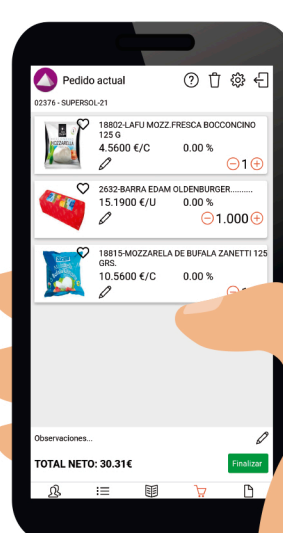 Pedido actual
02376 - SUPERSOL-21
18802-LAFU MOZZ.FRESCA BOCCONCINO
125 G
4.5600 €/C 0.00 %
1
2632-BARRA EDAM OLDENBURGER..........
15.1900 €/U 0.00 %
1.000
18815-MOZZARELA DE BUFALA ZANETTI 125
GRS.
10.5600 €/C 0.00 %
Observaciones...
TOTAL NETO: 30.31€
Finalizar